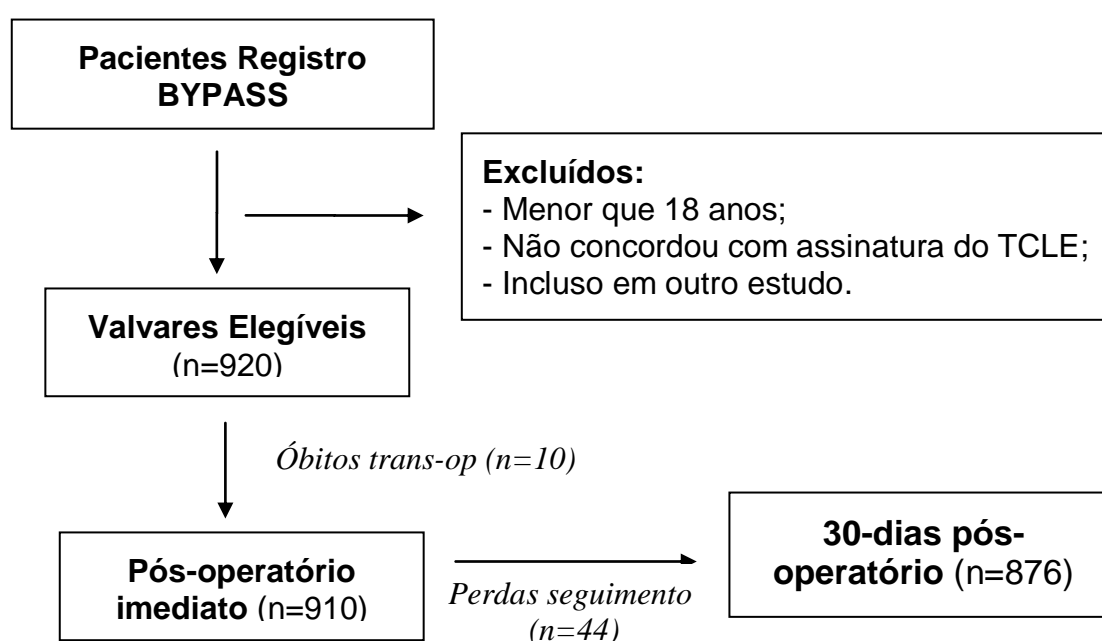 Pacientes Registro
BYPASS
Excluídos:
- Menor que 18 anos;
- Não concordou com assinatura do TCLE;
- Incluso em outro estudo.
Valvares Elegíveis
(n=920)
Óbitos trans-op (n=10)
Pós-operatório
imediato (n=910)
Perdas seguimento
(n=44)
30-dias pós-
operatório (n=876)